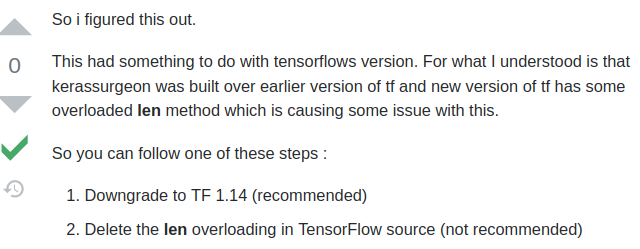 So i figured this out.
0
This had something to do with tensorflows version. For what I understood is that
kerassurgeon was built over earlier version of tf and new version of tf has some
overloaded len method which is causing some issue with this.
So you can follow one of these steps :
1. Downgrade to TF 1.14 (recommended)
2. Delete the len overloading in TensorFlow source (not recommended)